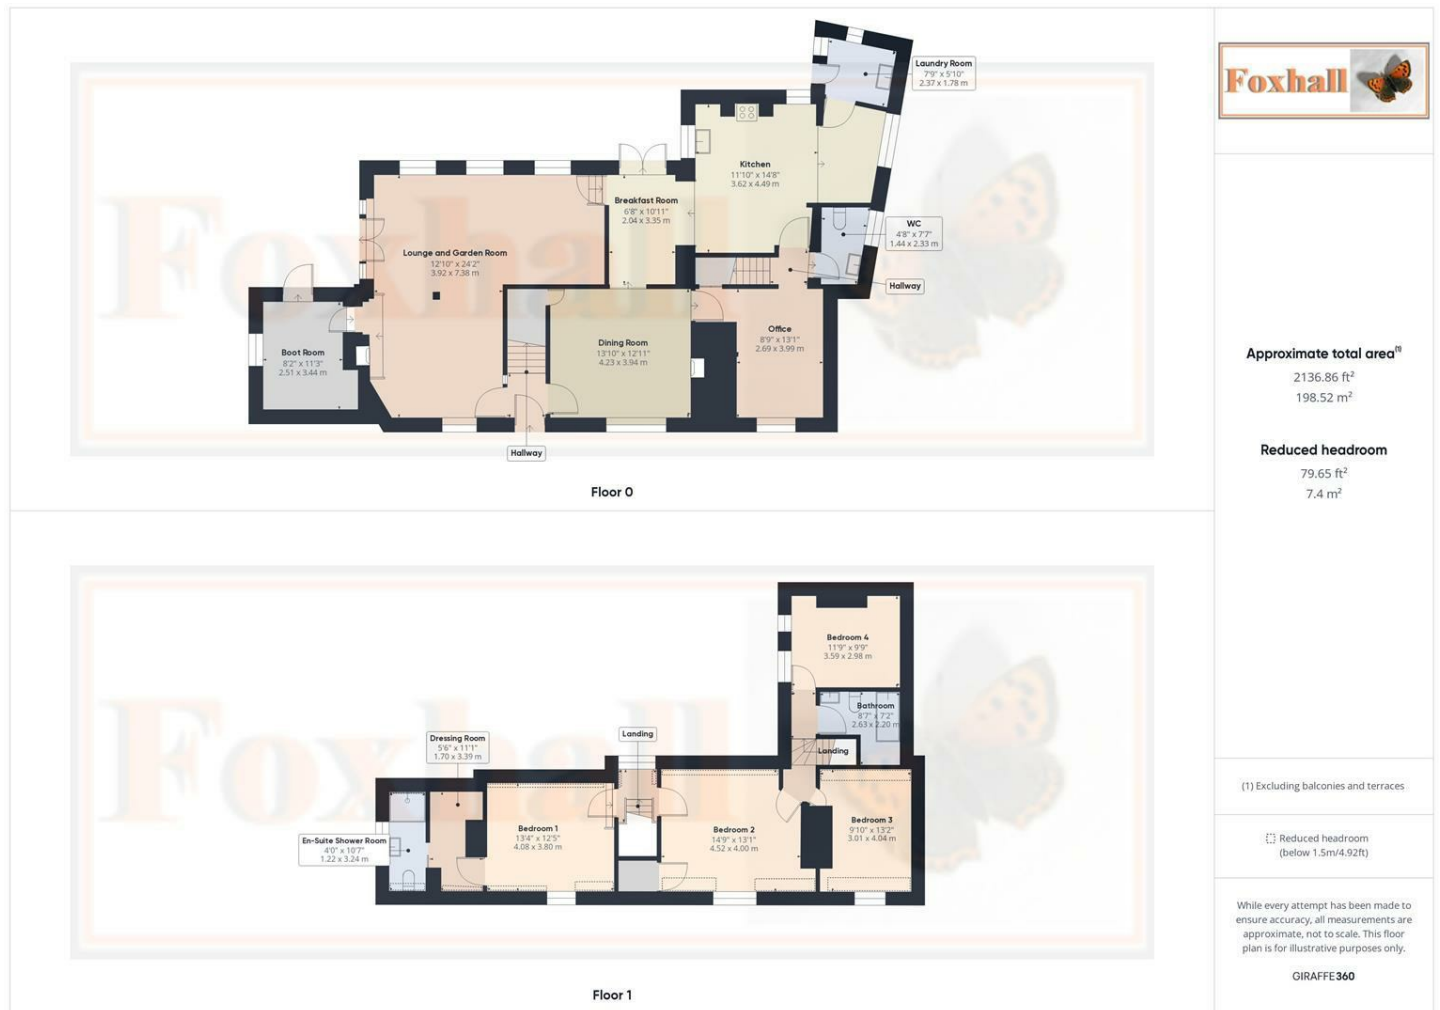 Foxhall
Laundry Room
7'9" x 5'10"
2.37 x 1.78 m
Kitchen
11'10" x 14'8"
3.62 x 4.49 m
Breakfast Room
6'8" x 10'11"
2.04 x 3.35 m
WC
4'8" x 7'7"
1.44 x 2.33 m
Lounge and Garden Room
12'10" x 24'2"
3.92 x 7.38 m
Hallway
Boot Room
8'2" x 11'3"
2.51 x 3.44 m
Dining Room
13'10" x 12'11"
4.23 x 3.94 m
Office
8'9" x 13'1"
2.69 x 3.99 m
Hallway
Floor 0
Foxhall
Foxhall
Bedroom 4
11'9" x 9'9"
3.59 x 2.98 m
Bathroom
8'7" x 7'2"
2.63 x 2.20 m
Landing
Landing
Dressing Room
5'6" x 11'1"
1.70 x 3.39 m
En-Suite Shower Room
4'0" x 10'7"
1.22 x 3.24 m
Bedroom 1
13'4" x 12'5"
4.08 x 3.80 m
Bedroom 2
14'9" x 13'1"
4.52 x 4.00 m
Bedroom 3
9'10" x 13'2"
3.01 x 4.04 m
Floor 1
Approximate total area(1)
2136.86 ft²
198.52 m²
Reduced headroom
79.65 ft²
7.4 m²
(1) Excluding balconies and terraces
Reduced headroom
(below 1.5m/4.92ft)
While every attempt has been made to
ensure accuracy, all measurements are
approximate, not to scale. This floor
plan is for illustrative purposes only.
GIRAFFE360